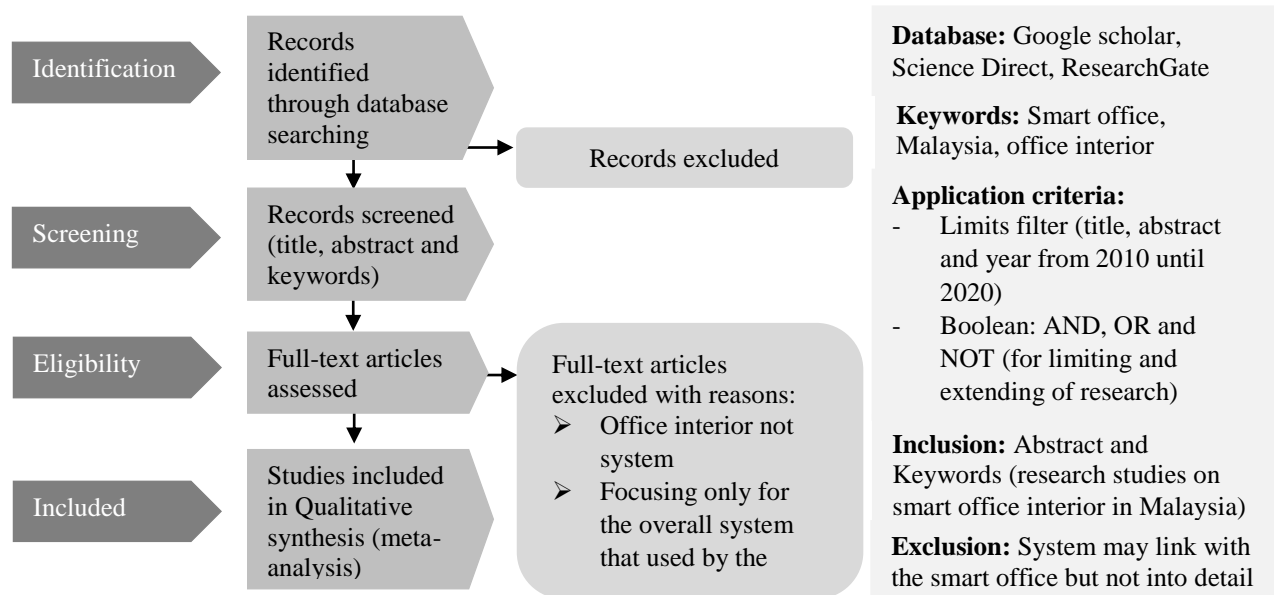 Identification
Records
identified
through database
searching
Records excluded
Screening
Records screened
(title, abstract and
keywords)
Eligibility
Full-text articles
assessed
Full-text articles
excluded with reasons:
➤ Office interior not
system
➤ Focusing only for
the overall system
that used by the
Included
Studies included
in Qualitative
synthesis (meta-
analysis)
Database: Google scholar,
Science Direct, ResearchGate
Keywords: Smart office,
Malaysia, office interior
Application criteria:
- Limits filter (title, abstract
and year from 2010 until
2020)
- Boolean: AND, OR and
NOT (for limiting and
extending of research)
Inclusion: Abstract and
Keywords (research studies on
smart office interior in Malaysia)
Exclusion: System may link with
the smart office but not into detail